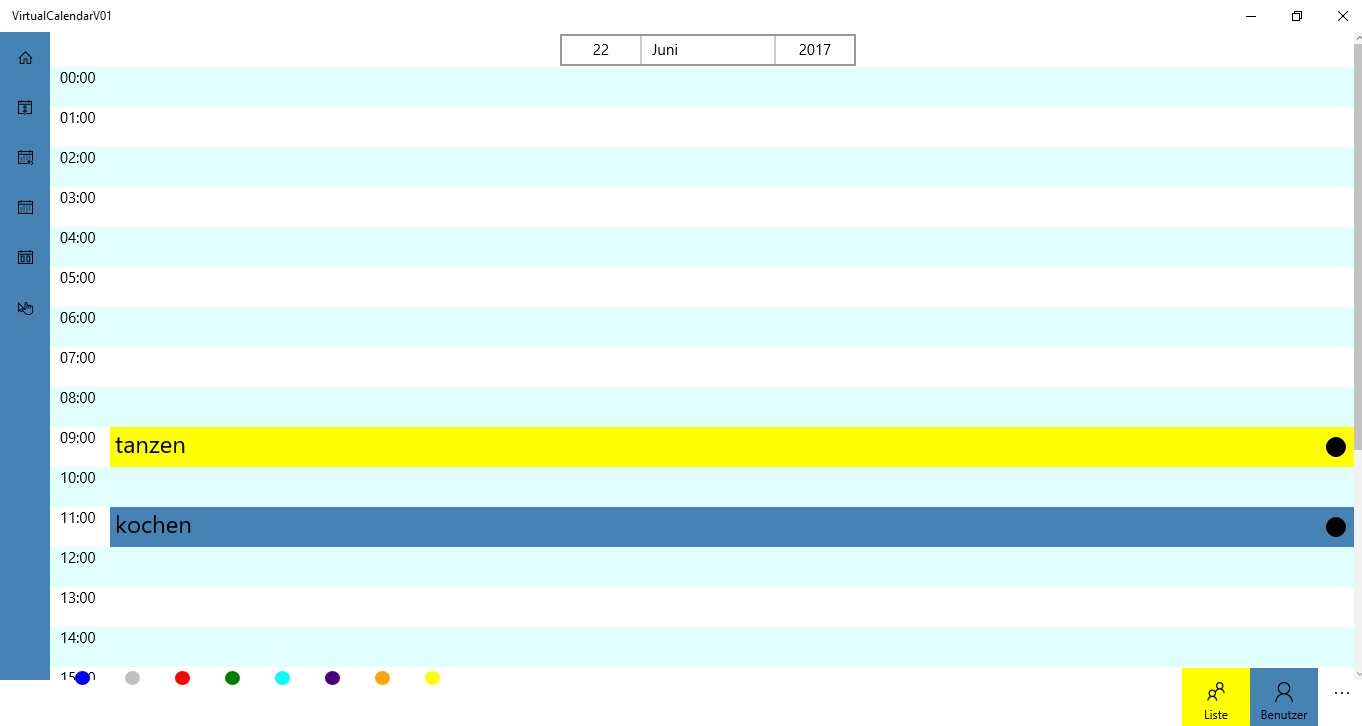 VirtualCalendarV01
22 Juni 2017
00:00
01:00
02:00
03:00
04:00
05:00
06:00
07:00
08:00
09:00 tanzen
10:00
11:00 kochen
12:00
13:00
14:00
Liste Benutzer